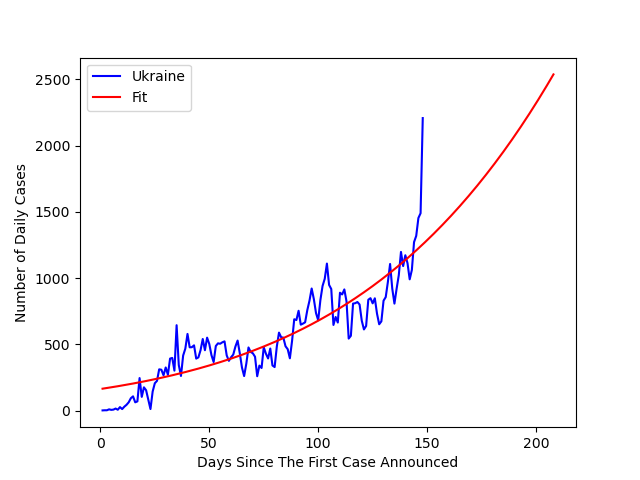 Ukraine
Fit
2500
2000
1500
1000
500
0
Number of Daily Cases
0 50 100 150 200
Days Since The First Case Announced